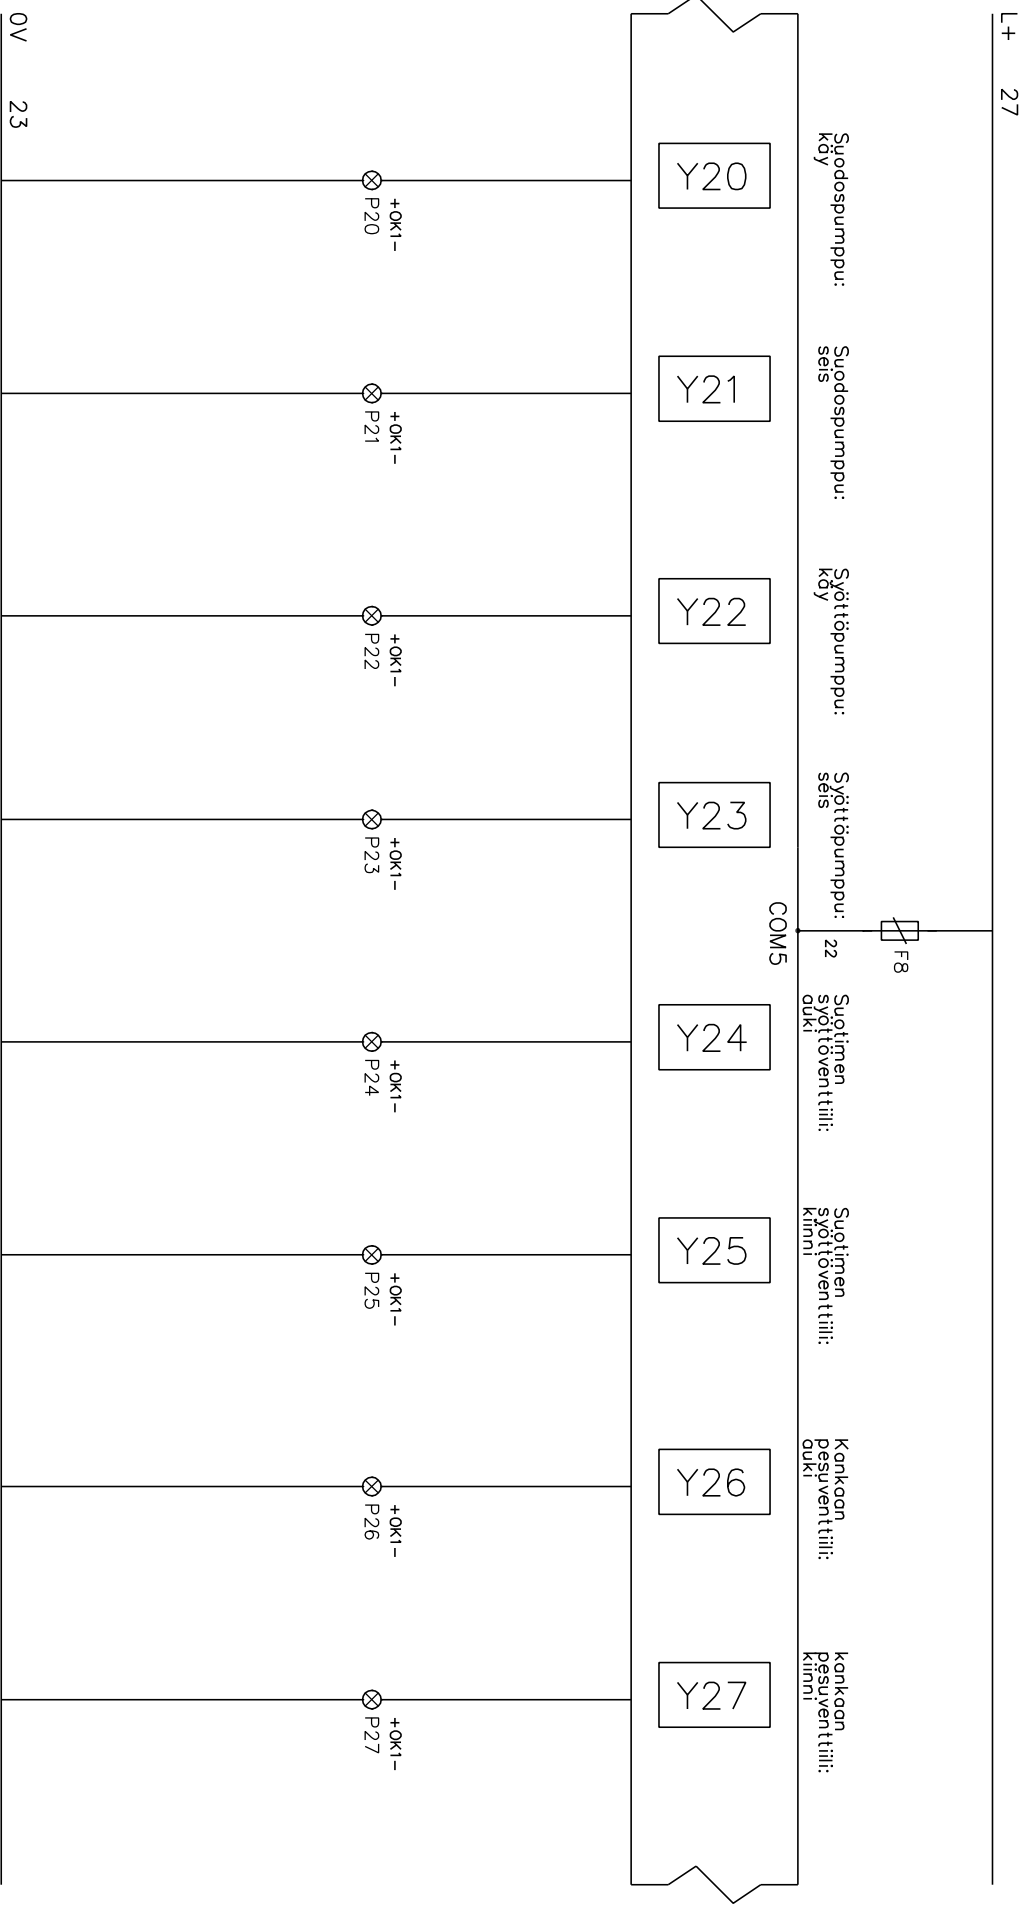 L+ 27
Suodospumppu:
käy
Suodospumppu:
seis
Syöttöpumppu:
käy
Syöttöpumppu:
seis
F8
22
Suotimen
syöttöventtiili:
auki
Suotimen
syöttöventtiili:
kiinni
Kankaan
pesuventtiili:
auki
kankaan
pesuventtiili:
kiinni
COM5
Y20
Y21
Y22
Y23
Y24
Y25
Y26
Y27
+OK1-
P20
+OK1-
P21
+OK1-
P22
+OK1-
P23
+OK1-
P24
+OK1-
P25
+OK1-
P26
+OK1-
P27
0V 23